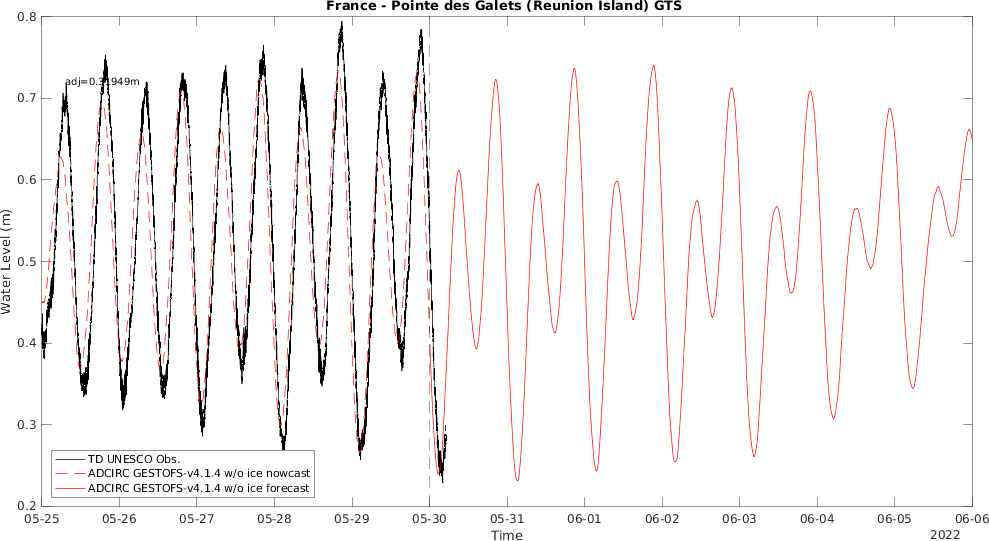 France - Pointe des Galets (Reunion Island) GTS
0.8
adj=0.31949m
0.7
0.6
Water Level (m)
0.5
0.4
0.3
TD UNESCO Obs.
ADCIRC GESTOFS-v4.1.4 w/o ice nowcast
ADCIRC GESTOFS-v4.1.4 w/o ice forecast
0.2
05-25 05-26 05-27 05-28 05-29 05-30 05-31 06-01 06-02 06-03 06-04 06-05 06-06
Time
2022